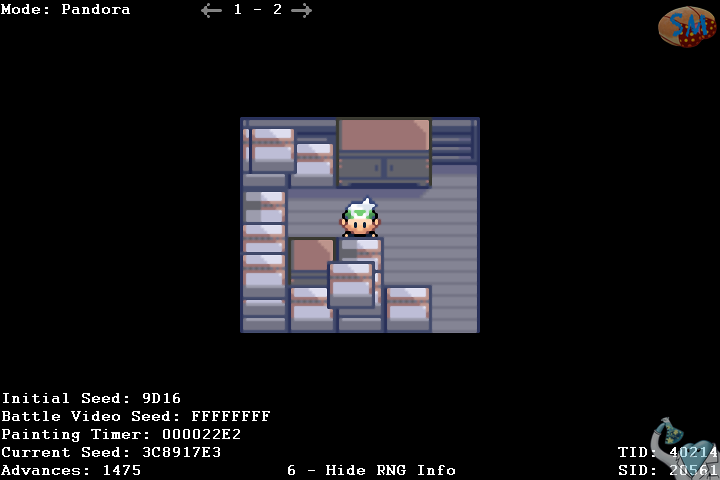 Mode: Pandora
1 - 2
SM
Initial Seed: 9D16
Battle Video Seed: FFFFFFFF
Painting Timer: 000022E2
Current Seed: 3C8917E3
Advances: 1475
6 - Hide RNG Info
TID: 40214
SID: 20561